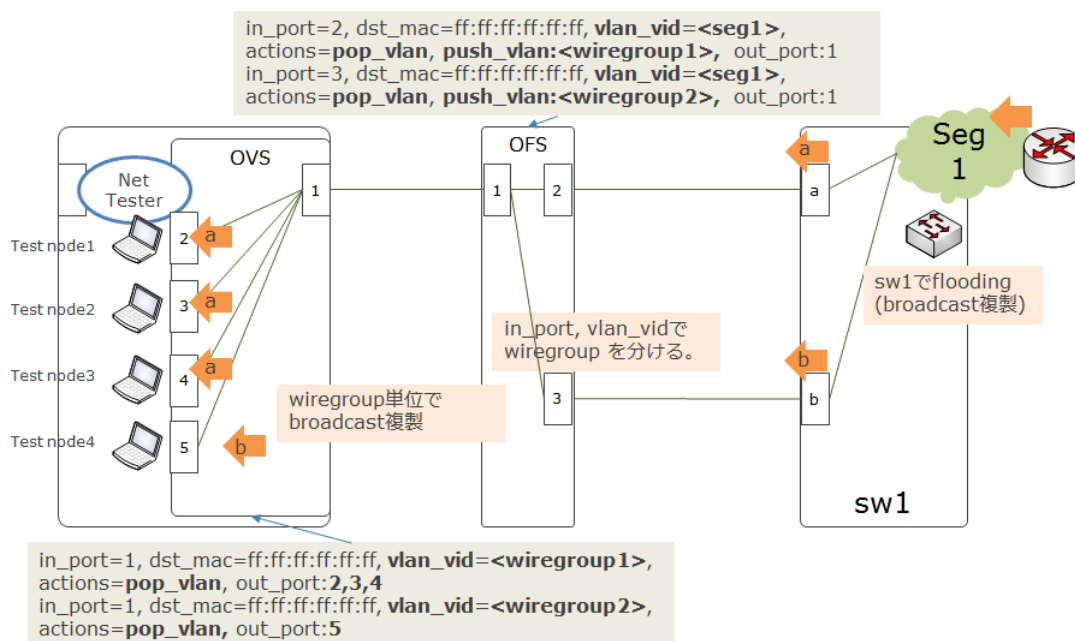 in_port=2, dst_mac=ff:ff:ff:ff:ff:ff, vlan_vid=<seg1>,
actions=pop_vlan, push_vlan:<wiregroup1>, out_port:1
in_port=3, dst_mac=ff:ff:ff:ff:ff:ff, vlan_vid=<seg1>,
actions=pop_vlan, push_vlan:<wiregroup2>, out_port:1
OVS
OFS
Seg
1
a
Net
Tester
1
1
2
a
Test node1
2
a
Test node2
3
a
sw1でflooding
(broadcast複製)
in_port, vlan_vidで
wiregroup を分ける。
Test node3
4
a
b
3
b
wiregroup単位で
broadcast複製
Test node4
5
b
sw1
in_port=1, dst_mac=ff:ff:ff:ff:ff:ff, vlan_vid=<wiregroup1>,
actions=pop_vlan, out_port:2,3,4
in_port=1, dst_mac=ff:ff:ff:ff:ff:ff, vlan_vid=<wiregroup2>,
actions=pop_vlan, out_port:5